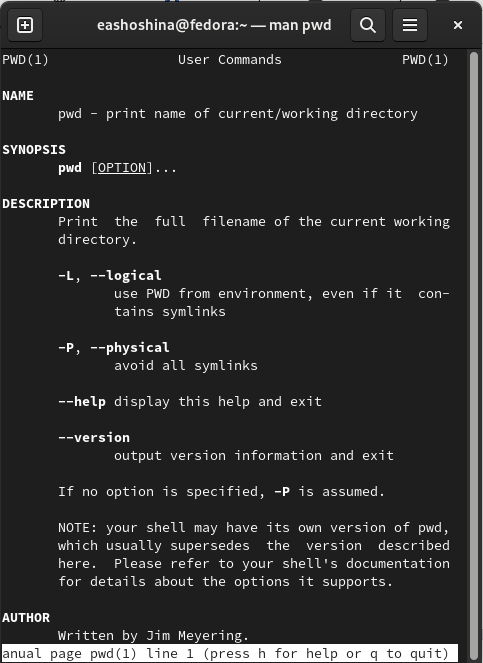 eashoshina@fedora:~ — man pwd
PWD(1) User Commands PWD(1)
NAME
pwd - print name of current/working directory
SYNOPSIS
pwd [OPTION]...
DESCRIPTION
Print the full filename of the current working
directory.
-L, --logical
use PWD from environment, even if it con-
tains symlinks
-P, --physical
avoid all symlinks
--help display this help and exit
--version
output version information and exit
If no option is specified, -P is assumed.
NOTE: your shell may have its own version of pwd,
which usually supersedes the version described
here. Please refer to your shell's documentation
for details about the options it supports.
AUTHOR
Written by Jim Meyering.
anual page pwd(1) line 1 (press h for help or q to quit)